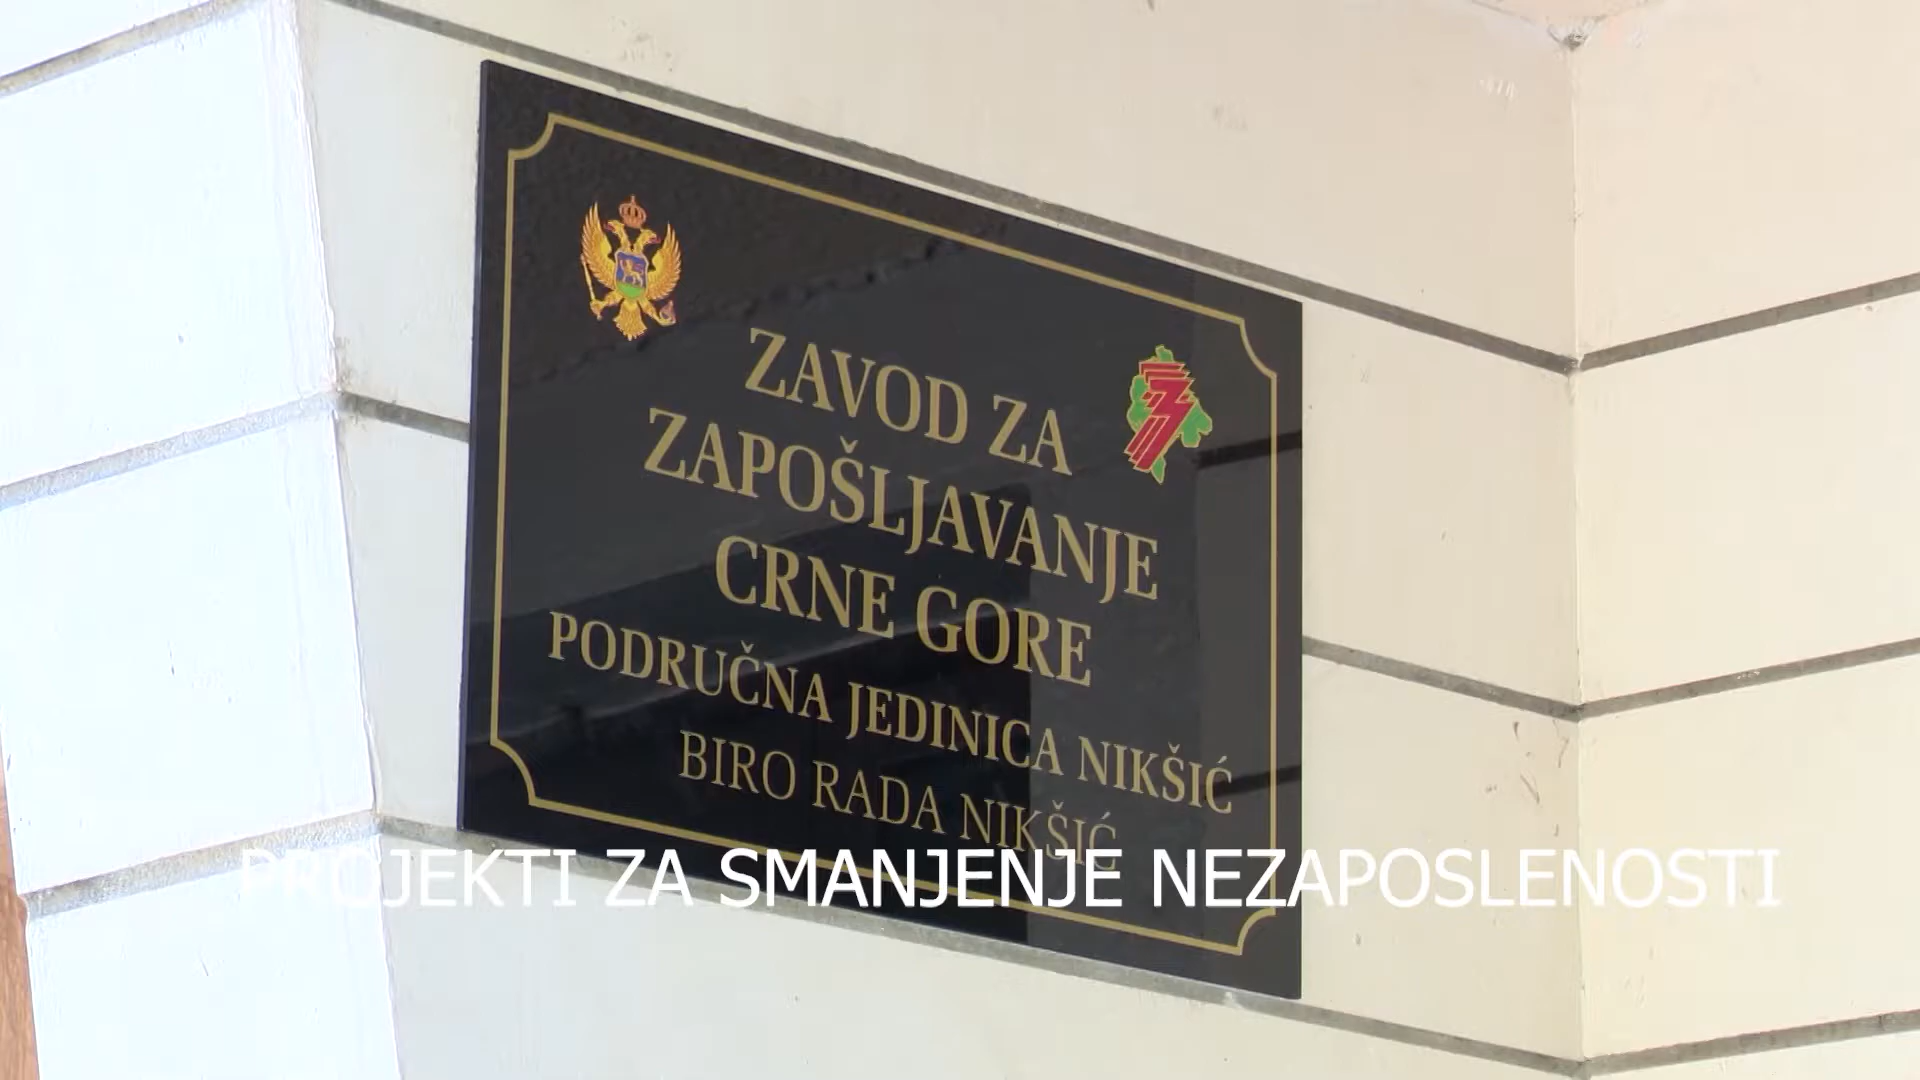 ZAVOD ZA
ZAPOŠLJAVANJE
CRNE GORE
PODRUČNA JEDINICA NIKŠIĆ
BIRO RADA NIKŠIĆ
PROJEKTI ZA SMANJENJE NEZAPOSLENOSTI